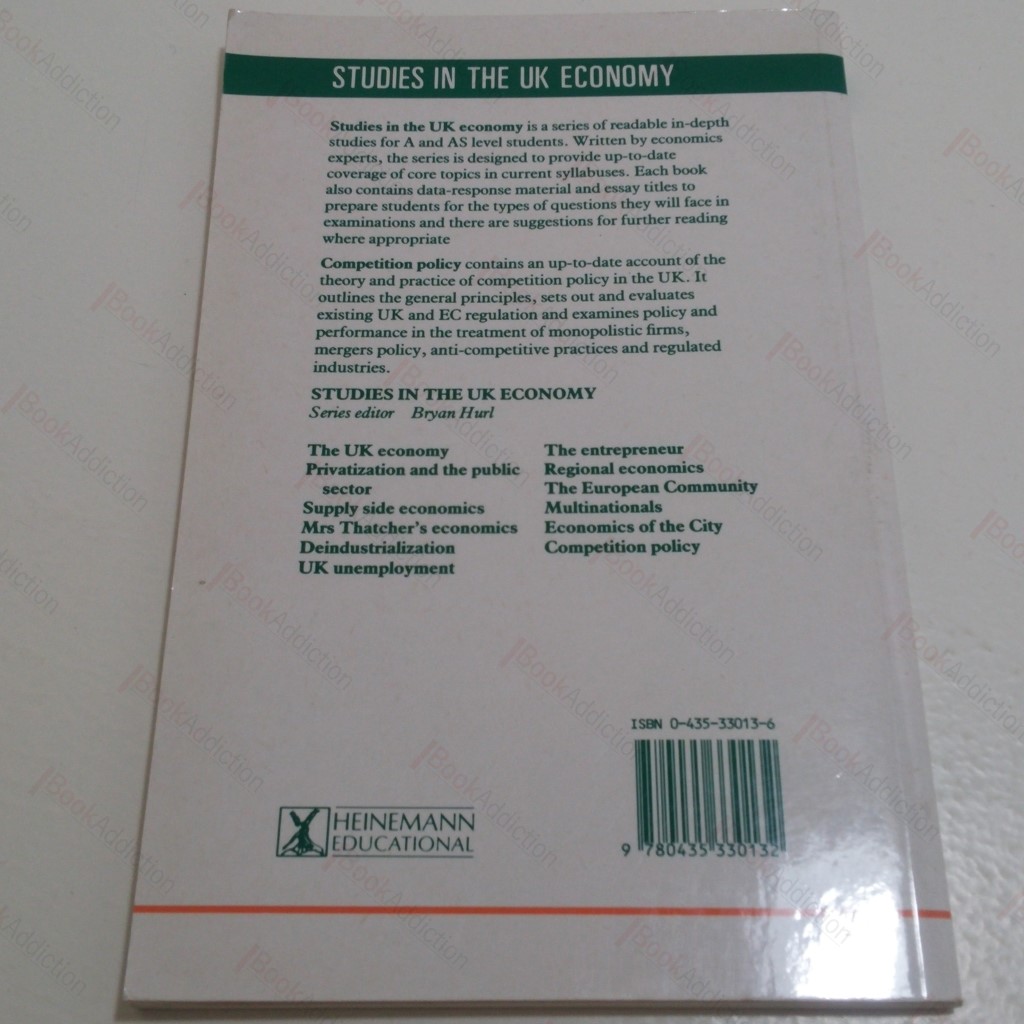 STUDIES IN THE UK ECONOMY
Studies in the UK economy is a series of readable in-depth
studies for A and AS level students. Written by economics
experts, the series is designed to provide up-to-date
coverage of core topics in current syllabuses. Each book
also contains data-response material and essay titles to
prepare students for the types of questions they will face in
examinations and there are suggestions for further reading
where appropriate
Competition policy contains an up-to-date account of the
theory and practice of competition policy in the UK. It
outlines the general principles, sets out and evaluates
existing UK and EC regulation and examines policy and
performance in the treatment of monopolistic firms,
mergers policy, anti-competitive practices and regulated
industries.
STUDIES IN THE UK ECONOMY
Series editor Bryan Hurl
The UK economy
Privatization and the public
sector
Supply side economics
Mrs Thatcher's economics
Deindustrialization
UK unemployment
The entrepreneur
Regional economics
The European Community
Multinationals
Economics of the City
Competition policy
ISBN 0-435-33013-6
9 780435 330132
HEINEMANN
EDUCATIONAL
BookAddiction